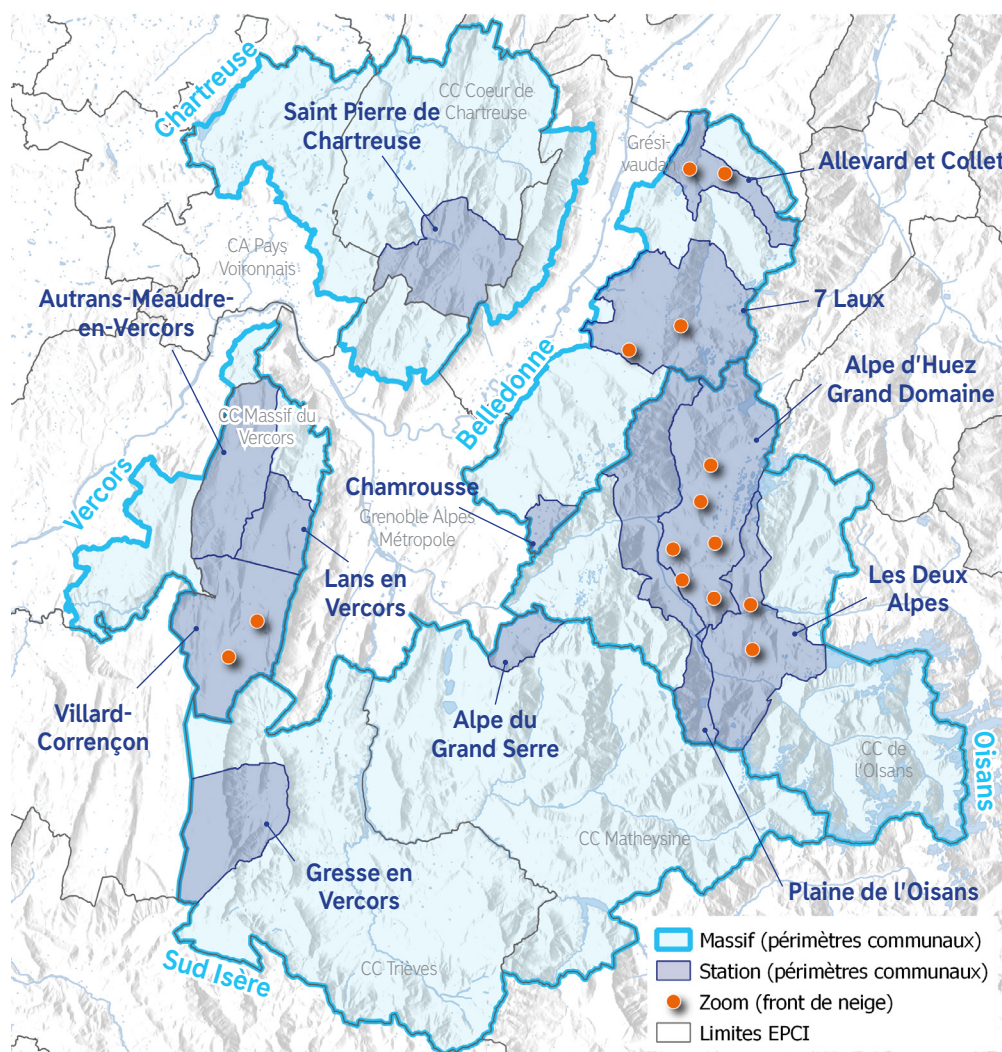 Chartreuse
CC Coeur de
Chartreuse
Saint Pierre de
Chartreuse
Grési-
vaudan
Allevard et Collet
CA Pays
Voironnais
Autrans-Méaudre-
en-Vercors
7 Laux
Alpe d'Huez
Grand Domaine
Belledonne
CC Massif du
Vercors
Vercors
Chamrousse
Grenoble Alpes
Métropole
Lans en
Vercors
Les Deux
Alpes
Villard-
Corrençon
Alpe du
Grand Serre
CC de
l'OIsans
Oisans
CC Matheysine
Gresse en
Vercors
Plaine de l'Oisans
Sud Isère
CC Trièves
Massif (périmètres communaux)
Station (périmètres communaux)
Zoom (front de neige)
Limites EPCI